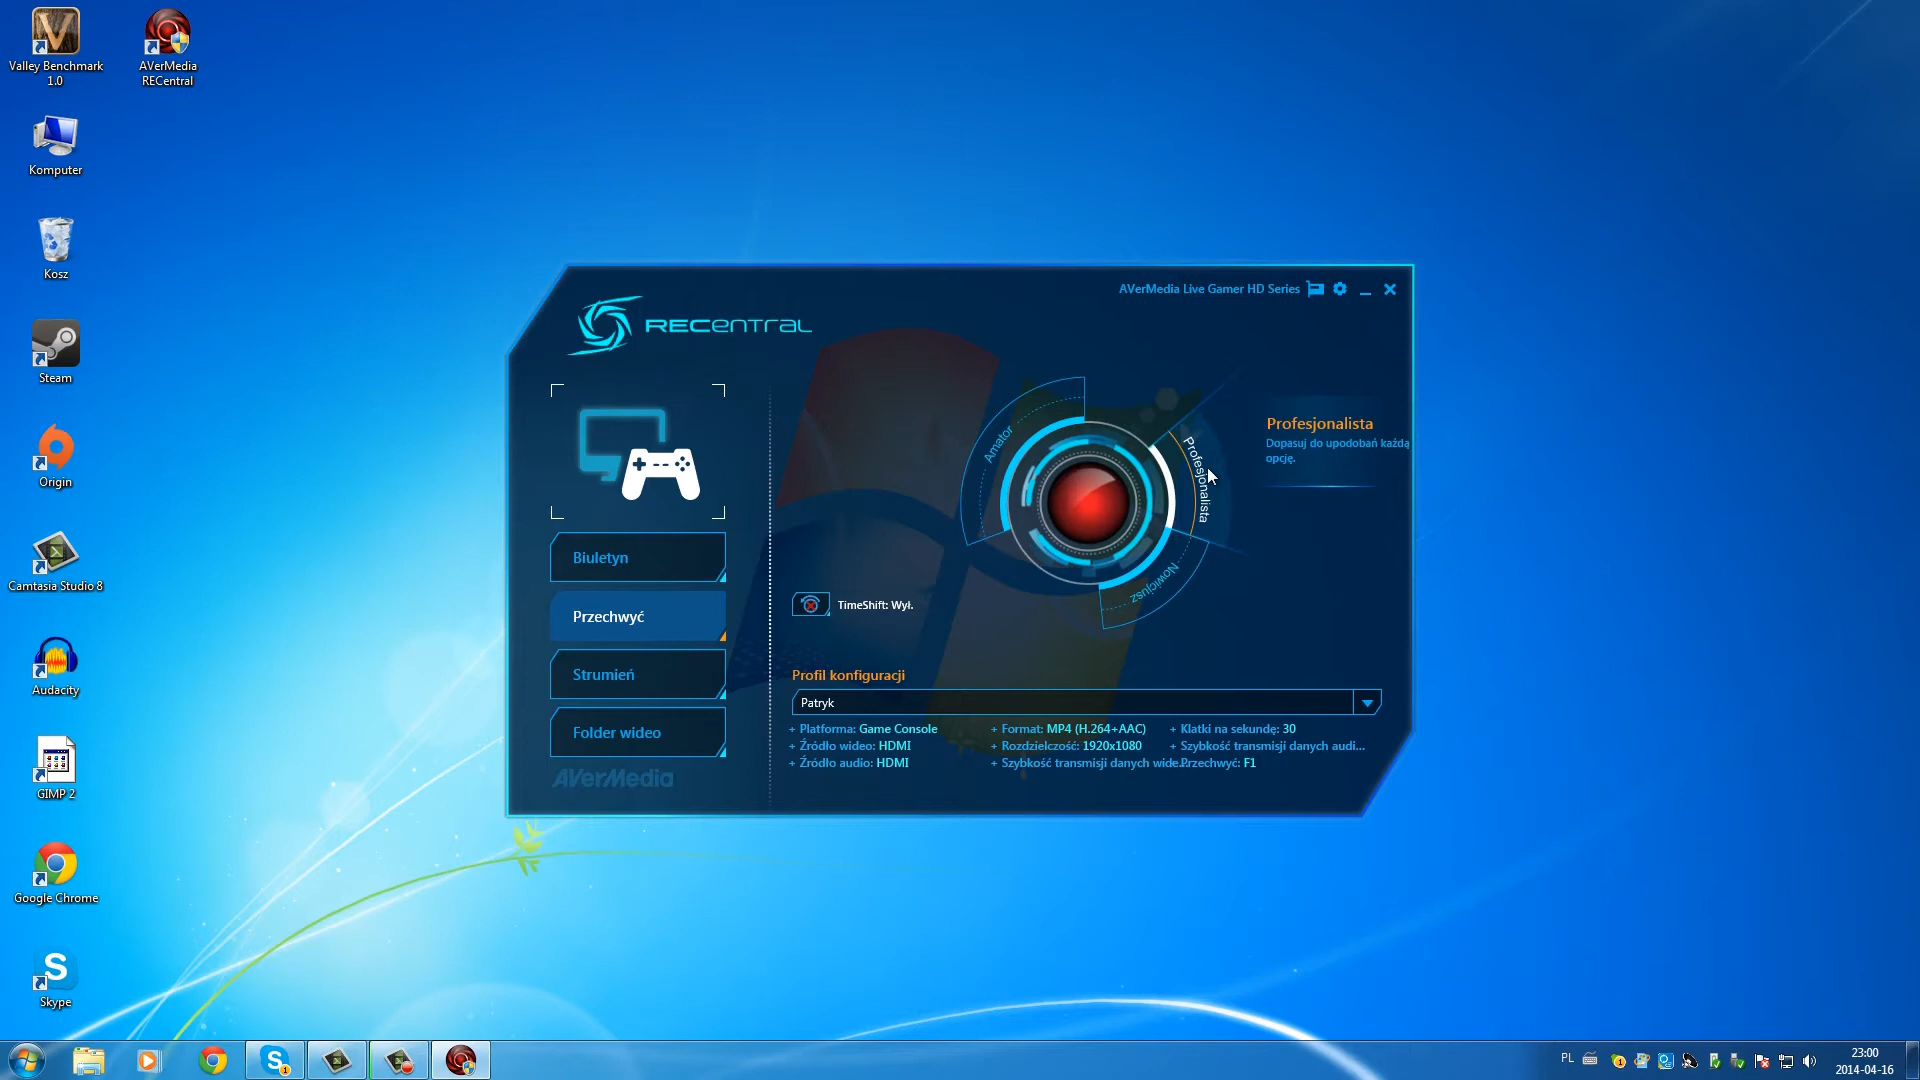 Valley Benchmark
1.0
AVerMedia
RECentral
Komputer
Kosz
Steam
Origin
Camtasia Studio 8
Audacity
GIMP 2
Google Chrome
Skype
AVerMedia Live Gamer HD Series
RECENTRAL
Biuletyn
Przechwyć
Strumień
Folder wideo
AVerMedia
Amator
Profesjonalista
Nowicjusz
Profesjonalista
Dopasuj do upodobań każdą
opcję.
TimeShift: Wył.
Profil konfiguracji
Patryk
+ Platforma: Game Console
+ Źródło wideo: HDMI
+ Źródło audio: HDMI
+ Format: MP4 (H.264+AAC)
+ Rozdzielczość: 1920x1080
+ Szybkość transmisji danych wide...
+ Klatki na sekundę: 30
+ Szybkość transmisji danych audi...
Przechwyć: F1
PL
23:00
2014-04-16